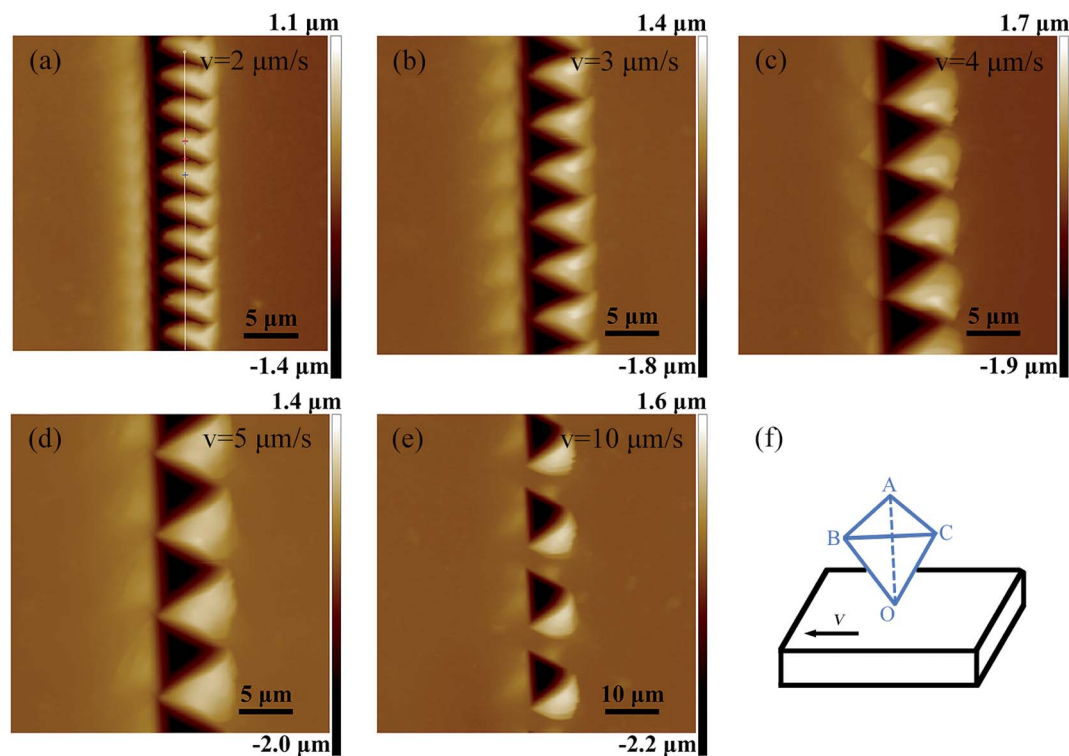 1.1 μm
1.4 μm
1.7 μm
(a)
v=2 μm/s
(b)
v=3 μm/s
(c)
v=4 μm/s
5 μm
5 μm
5 μm
-1.4 μm
-1.8 μm
-1.9 μm
1.4 μm
1.6 μm
(d)
v=5 μm/s
(e)
v=10 μm/s
(f)
A
B
C
O
v
5 μm
10 μm
-2.0 μm
-2.2 μm